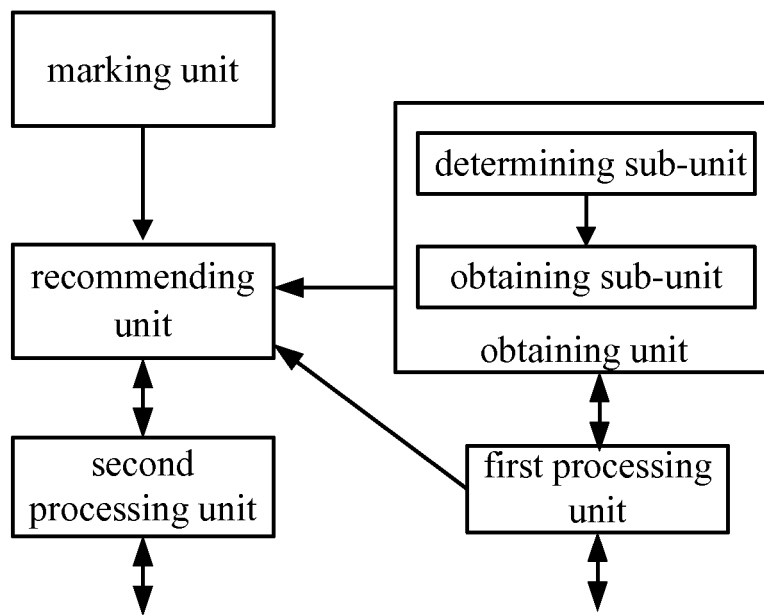 marking unit
determining sub-unit
recommending
unit
obtaining sub-unit
obtaining unit
second
processing unit
first processing
unit